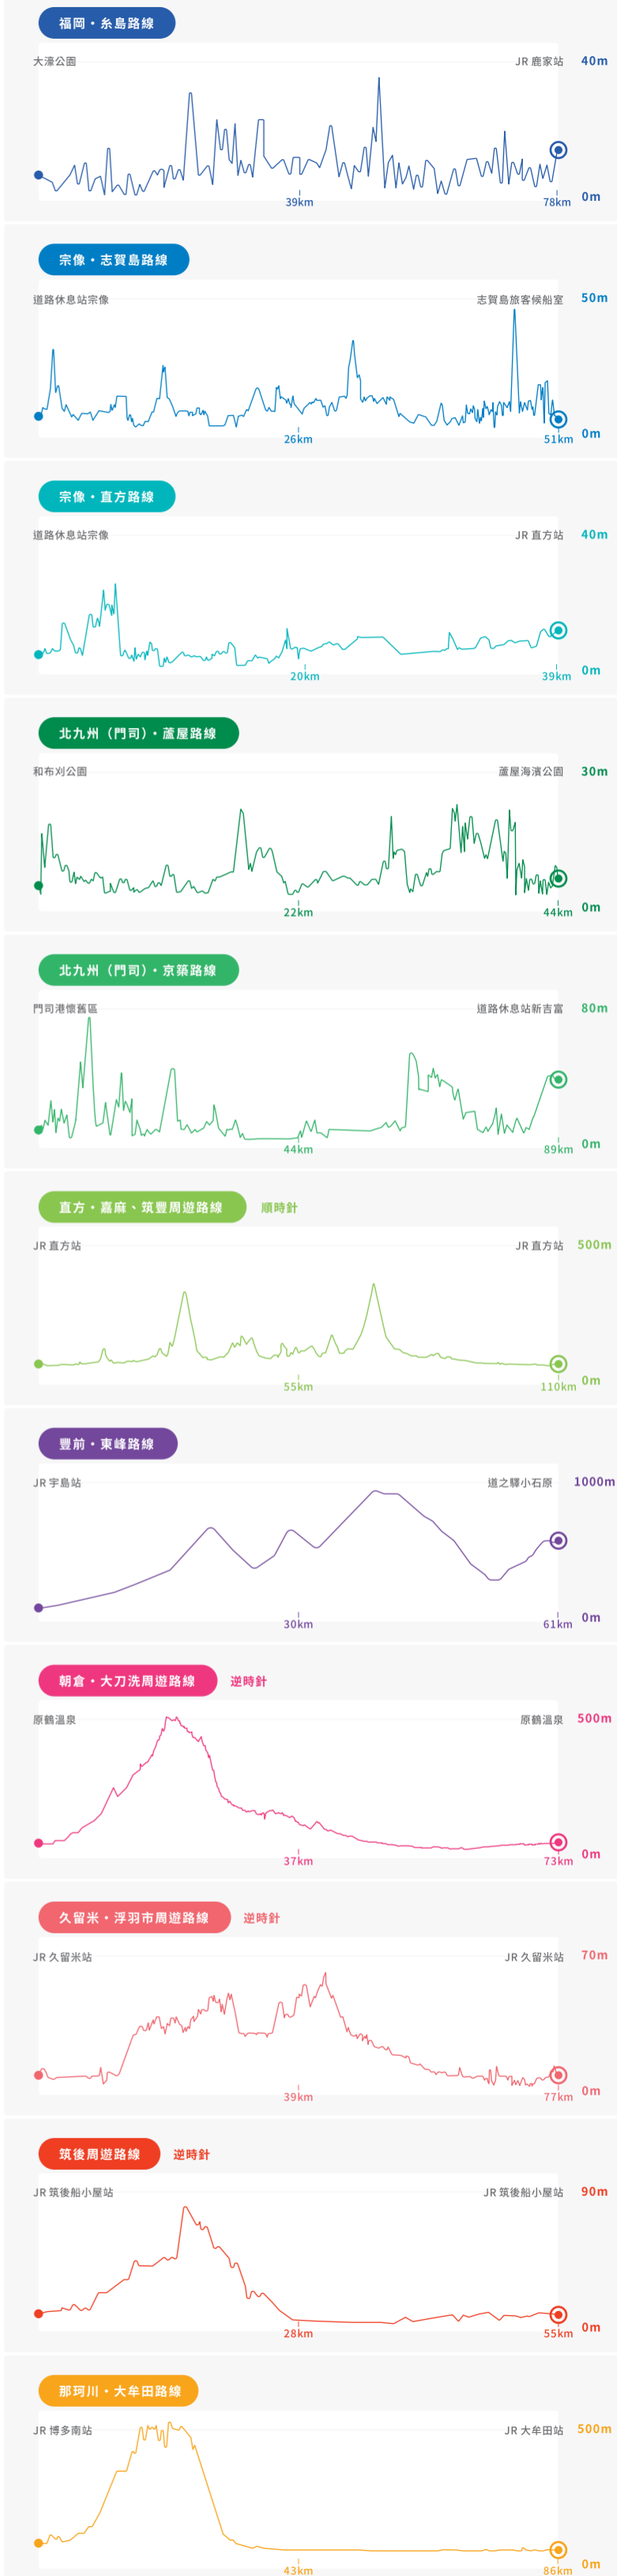 福岡・糸島路線
大濠公園 JR 鹿家站 40m
39km 78km 0m
宗像・志賀島路線
道路休息站宗像 志賀島旅客候船室 50m
26km 51km 0m
宗像・直方路線
道路休息站宗像 JR 直方站 40m
20km 39km 0m
北九州（門司）・蘆屋路線
和布刈公園 蘆屋海濱公園 30m
22km 44km 0m
北九州（門司）・京築路線
門司港懷舊區 道路休息站新吉富 80m
44km 89km 0m
直方・嘉麻、筑豐周遊路線 順時針
JR 直方站 JR 直方站 500m
55km 110km 0m
豐前・東峰路線
JR 宇島站 道之驛小石原 1000m
30km 61km 0m
朝倉・大刀洗周遊路線 逆時針
原鶴溫泉 原鶴溫泉 500m
37km 73km 0m
久留米・浮羽市周遊路線 逆時針
JR 久留米站 JR 久留米站 70m
39km 77km 0m
筑後周遊路線 逆時針
JR 筑後船小屋站 JR 筑後船小屋站 90m
28km 55km 0m
那珂川・大牟田路線
JR 博多南站 JR 大牟田站 500m
43km 86km 0m